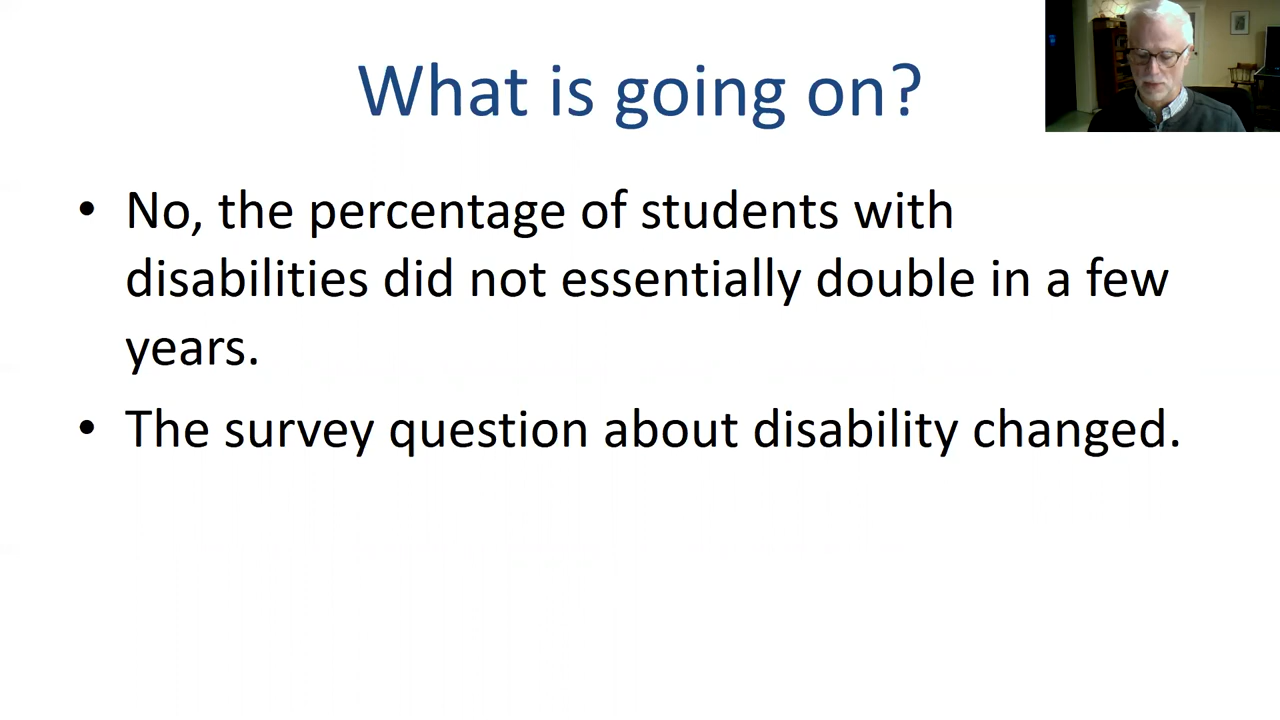 What is going on?
• No, the percentage of students with
disabilities did not essentially double in a few
years.
• The survey question about disability changed.